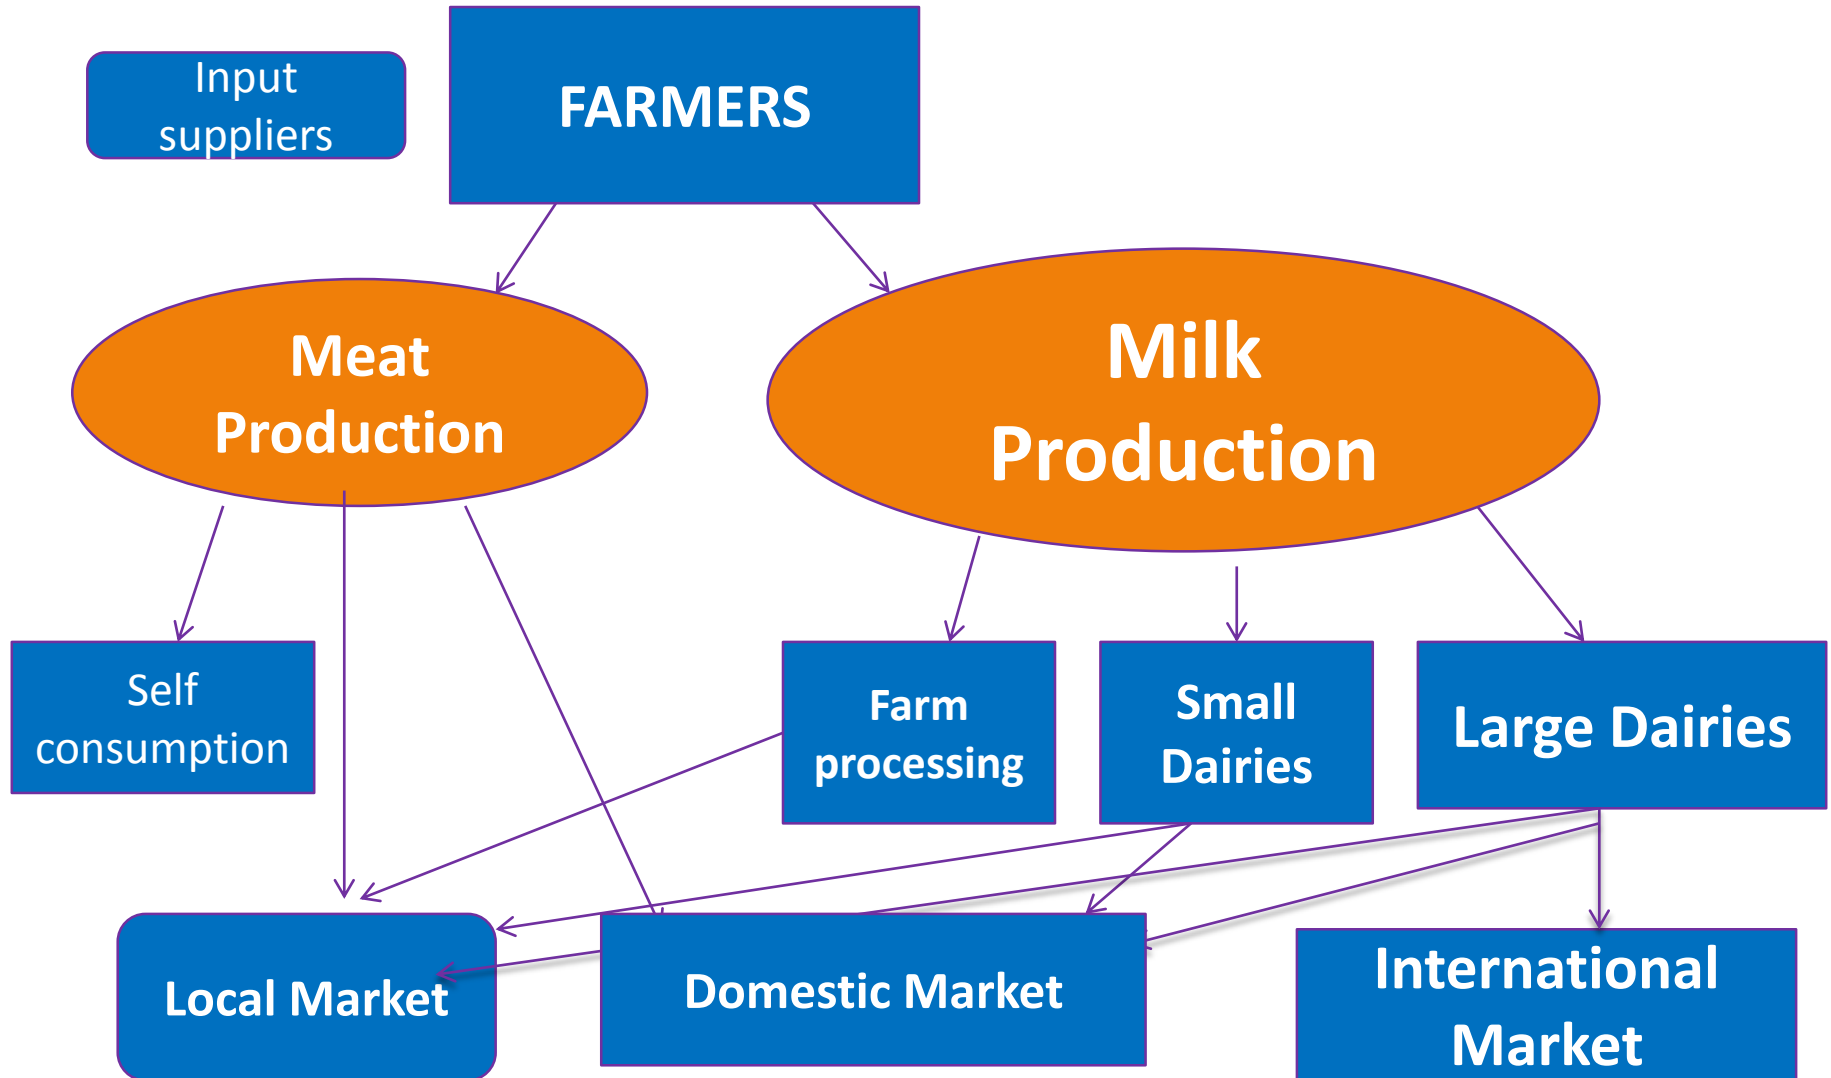 Input
suppliers
FARMERS
Meat
Production
Milk
Production
Self
consumption
Farm
processing
Small
Dairies
Large Dairies
Local Market
Domestic Market
International
Market